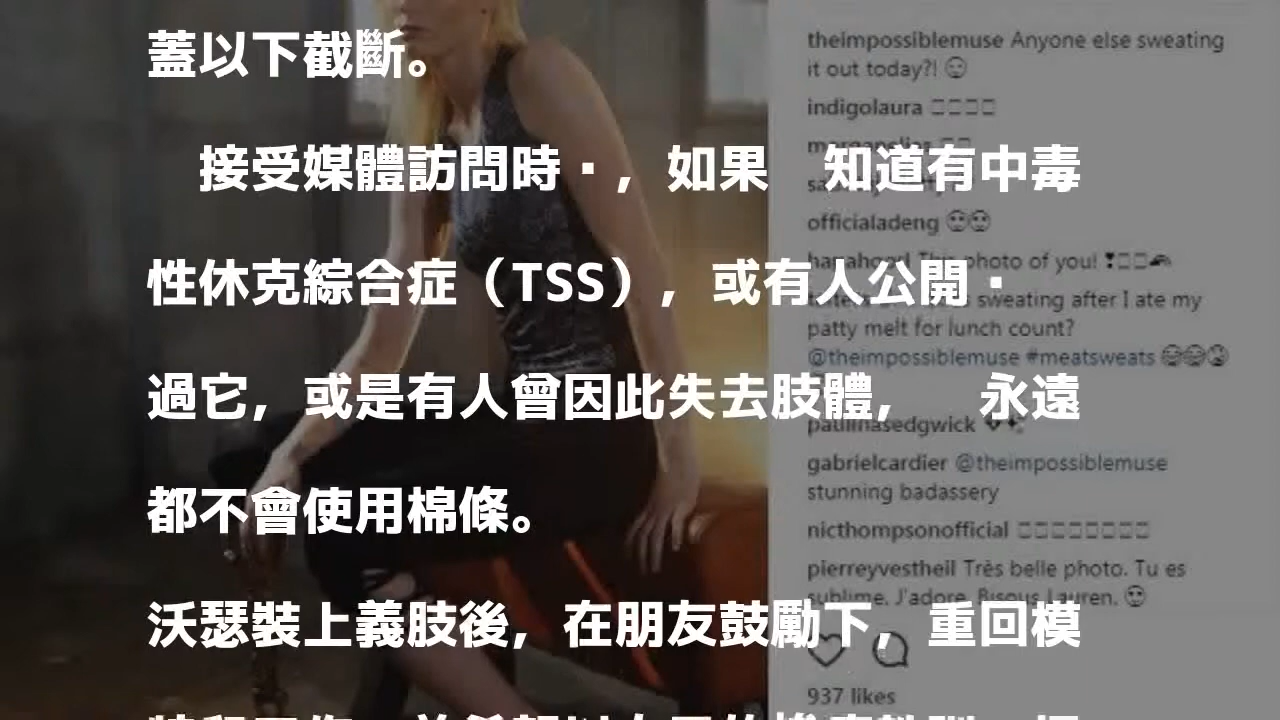 蓋以下截斷。
接受媒體訪問時·，如果 知道有中毒
性休克綜合症（TSS），或有人公開·
過它，或是有人曾因此失去肢體， 永遠
都不會使用棉條。
沃瑟裝上義肢後，在朋友鼓勵下，重回模
theimpossiblemuse Anyone else sweating
it out today?!
indigolaura
officialadeng
photo of you!
sweating after I ate my
patty melt for lunch count?
@theimpossiblemuse #meatsweats
paulinasedgwick
gabrielcardier @theimpossiblemuse
stunning badassery
nicthompsonofficial
pierreyvestheil Très belle photo. Tu es
sublime. J'adore. Bisous Lauren.
937 likes